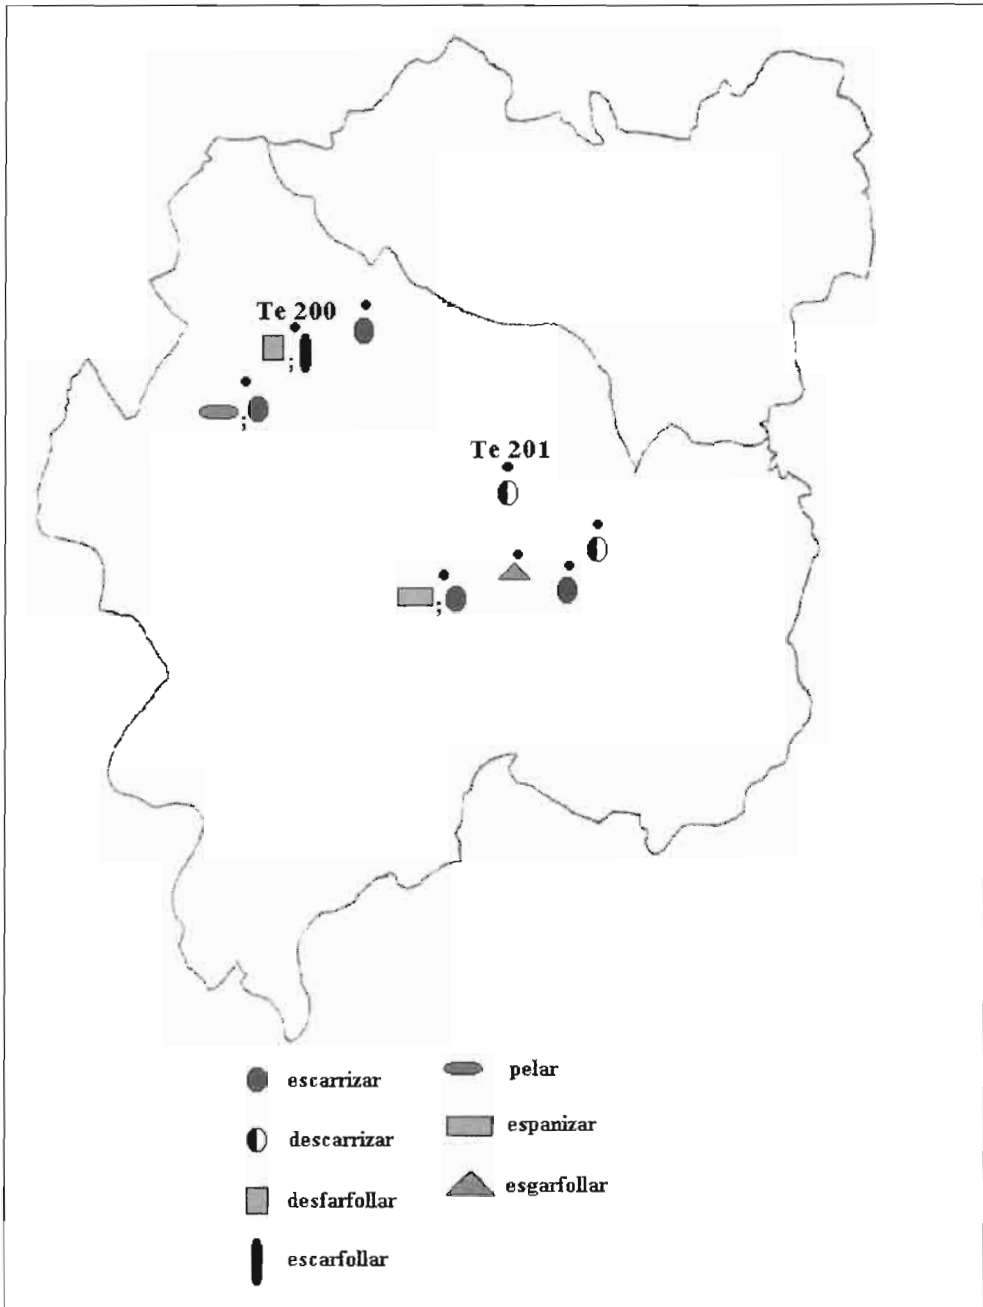 Te 200
;
;
Te 201
;
escarrizar
pelar
descarrizar
espanizar
desfarfollar
esgarfollar
escarfollar